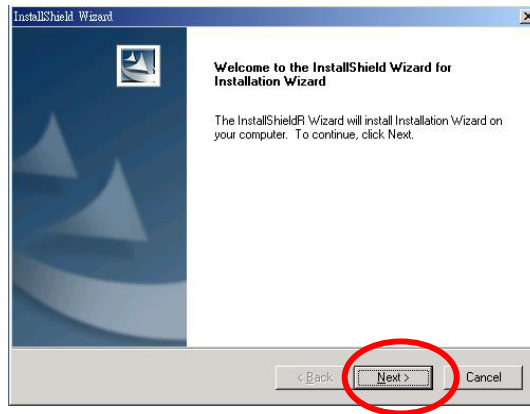 InstallShield Wizard
Welcome to the InstallShield Wizard for
Installation Wizard
The InstallShieldR Wizard will install Installation Wizard on
your computer. To continue, click Next.
< Back
Next >
Cancel